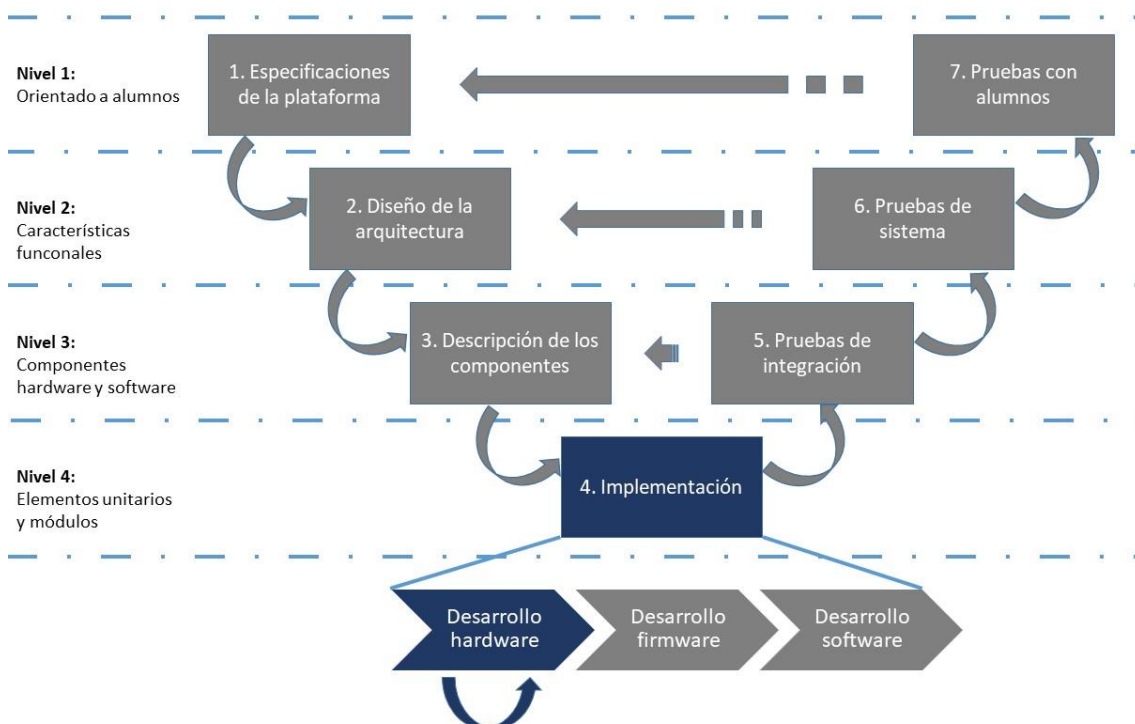 Nivel 1:
Orientado a alumnos
1. Especificaciones
de la plataforma
7. Pruebas con
alumnos
Nivel 2:
Características
funconales
2. Diseño de la
arquitectura
6. Pruebas de
sistema
Nivel 3:
Componentes
hardware y software
3. Descripción de los
componentes
5. Pruebas de
integración
Nivel 4:
Elementos unitarios
y módulos
4. Implementación
Desarrollo
hardware
Desarrollo
firmware
Desarrollo
software